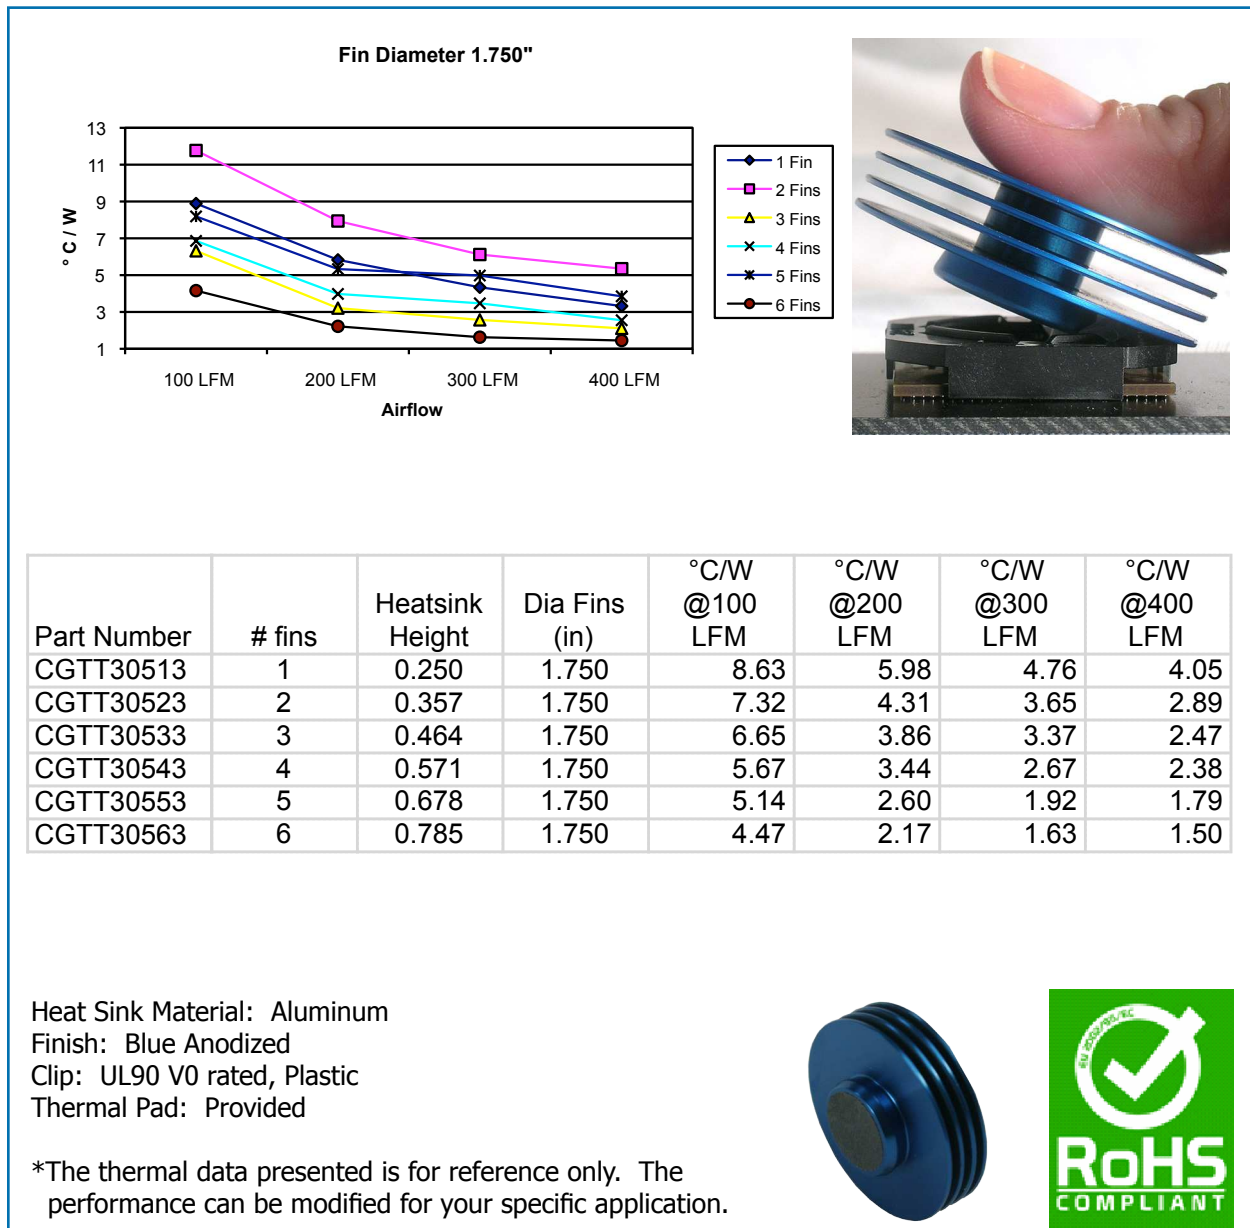 Fin Diameter 1.750"
13
11
9
7
5
3
1
° C / W
100 LFM 200 LFM 300 LFM 400 LFM
Airflow
1 Fin
2 Fins
3 Fins
4 Fins
5 Fins
6 Fins
Part Number # fins Heatsink Height Dia Fins (in) °C/W @100 LFM °C/W @200 LFM °C/W @300 LFM °C/W @400 LFM
CGTT30513 1 0.250 1.750 8.63 5.98 4.76 4.05
CGTT30523 2 0.357 1.750 7.32 4.31 3.65 2.89
CGTT30533 3 0.464 1.750 6.65 3.86 3.37 2.47
CGTT30543 4 0.571 1.750 5.67 3.44 2.67 2.38
CGTT30553 5 0.678 1.750 5.14 2.60 1.92 1.79
CGTT30563 6 0.785 1.750 4.47 2.17 1.63 1.50
Heat Sink Material: Aluminum
Finish: Blue Anodized
Clip: UL90 V0 rated, Plastic
Thermal Pad: Provided
*The thermal data presented is for reference only. The
performance can be modified for your specific application.
EU 2002/95/EC
RoHS
COMPLIANT